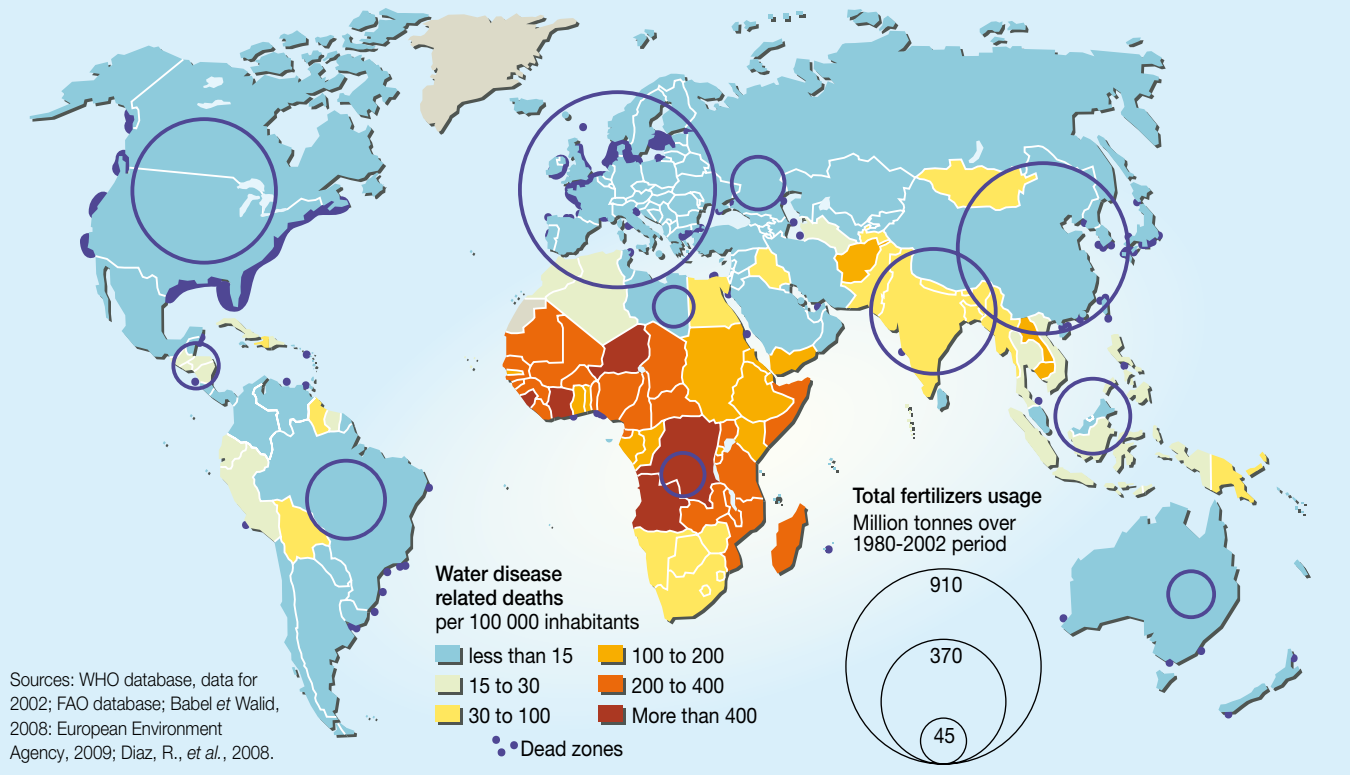 Total fertilizers usage
Million tonnes over
1980-2002 period
910
370
45
Water disease
related deaths
per 100 000 inhabitants
less than 15
15 to 30
30 to 100
100 to 200
200 to 400
More than 400
Dead zones
Sources: WHO database, data for
2002; FAO database; Babel et Walid,
2008: European Environment
Agency, 2009; Diaz, R., et al., 2008.